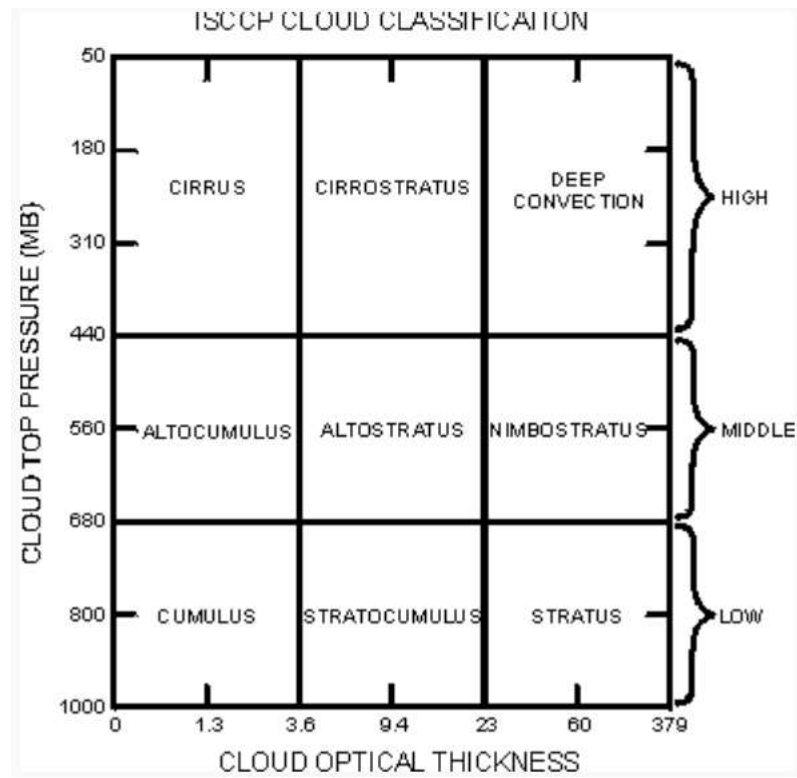 ISCCP CLOUD CLASSIFICATION
50
180
310
440
560
680
800
1000
CLOUD TOP PRESSURE (MB)
CIRRUS
CIRROSTRATUS
DEEP
CONVECTION
HIGH
ALTOCUMULUS
ALTOSTRATUS
NIMBOSTRATUS
MIDDLE
CUMULUS
STRATOCUMULUS
STRATUS
LOW
0 1.3 3.6 9.4 23 60 379
CLOUD OPTICAL THICKNESS